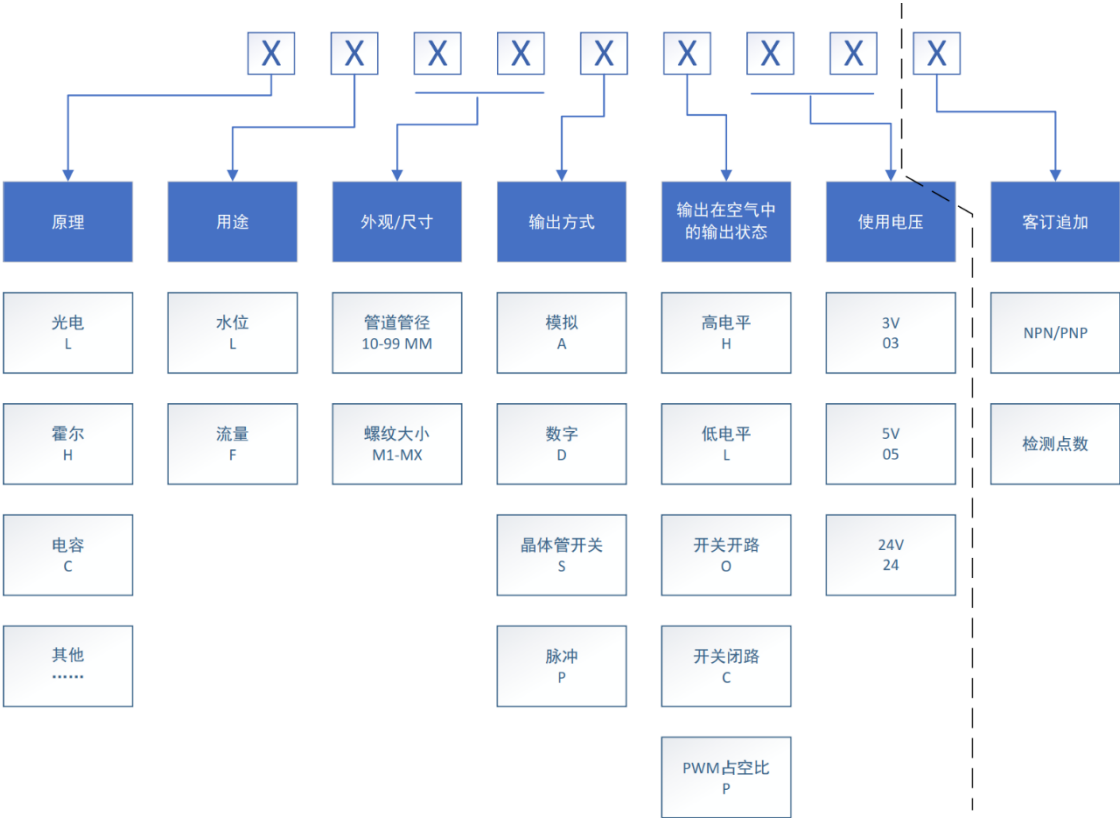 X X X X X X X X X
原理
用途
外观/尺寸
输出方式
输出在空气中
的输出状态
使用电压
客订追加
光电
L
水位
L
管道管径
10-99 MM
模拟
A
高电平
H
3V
03
NPN/PNP
霍尔
H
流量
F
螺纹大小
M1-MX
数字
D
低电平
L
5V
05
检测点数
电容
C
晶体管开关
S
开关开路
O
24V
24
其他
······
脉冲
P
开关闭路
C
PWM占空比
P